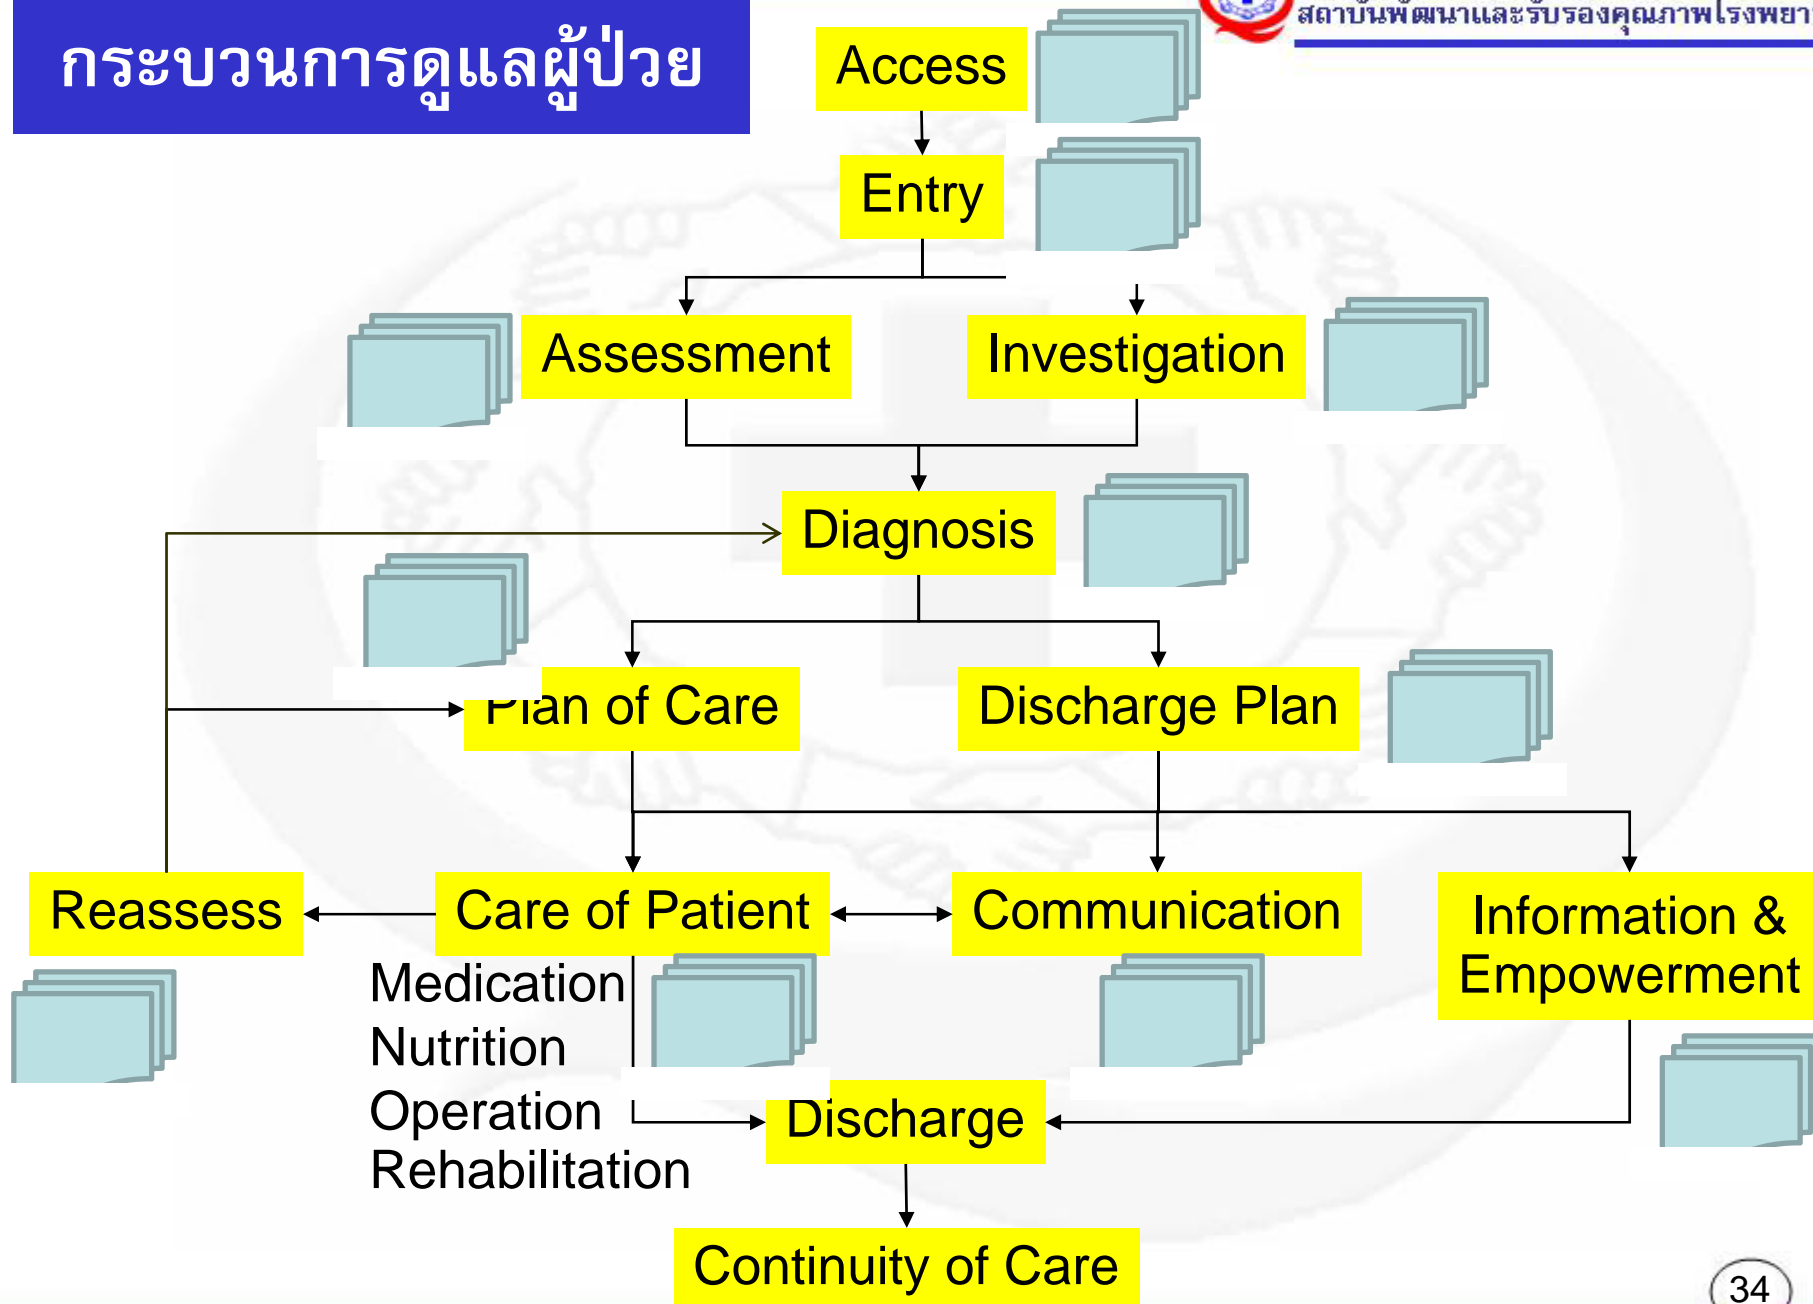 สถาบันพัฒนาและรับรองคุณภาพโรงพยา
กระบวนการดูแลผู้ป่วย
Access
Entry
Assessment
Investigation
Diagnosis
Plan of Care
Discharge Plan
Reassess
Care of Patient
Communication
Information &
Empowerment
Medication
Nutrition
Operation
Rehabilitation
Discharge
Continuity of Care
34